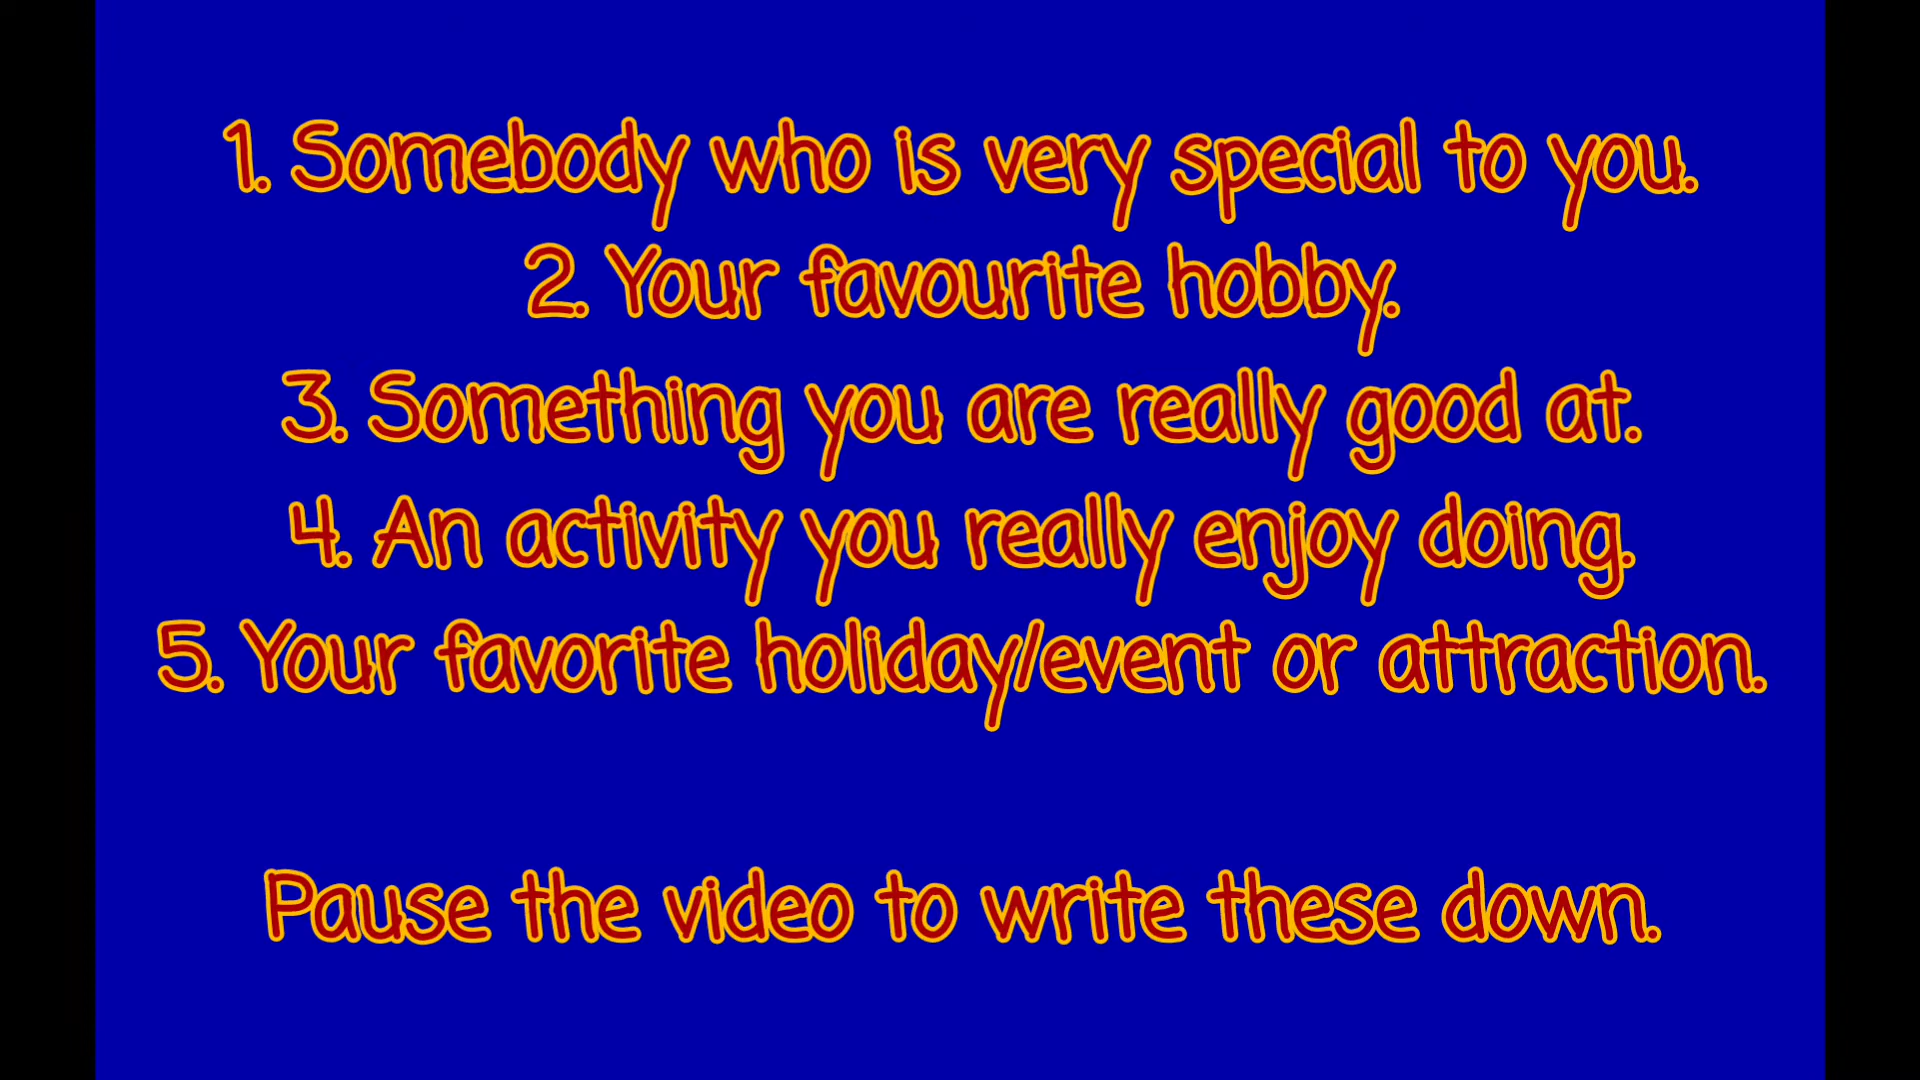 1. Somebody who is very special to you.
2. Your favourite hobby.
3. Something you are really good at.
4. An activity you really enjoy doing.
5. Your favorite holiday/event or attraction.
Pause the video to write these down.